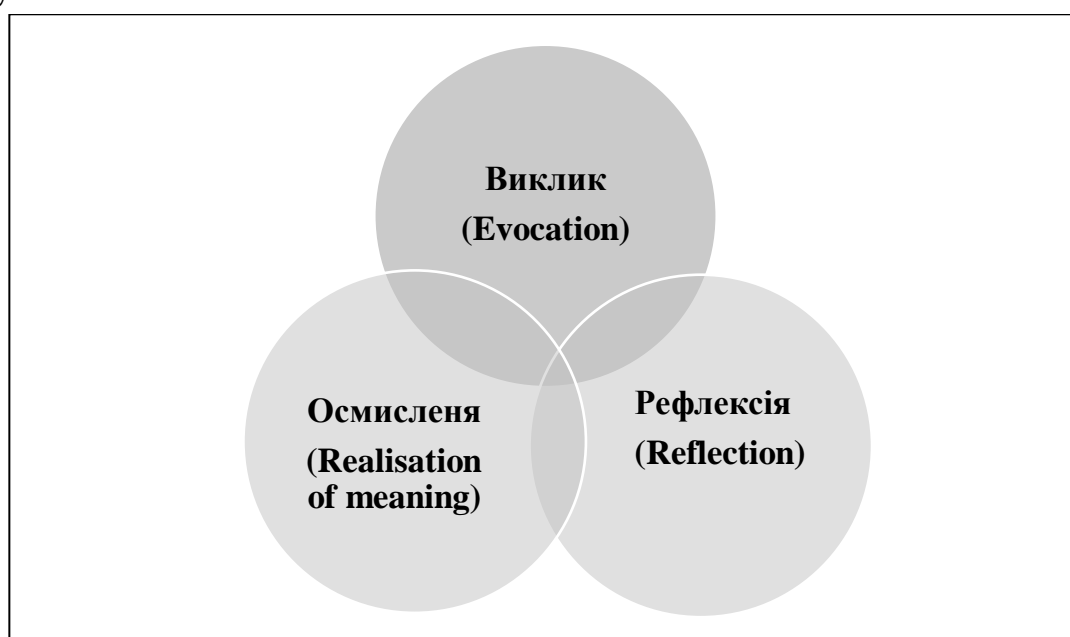 Виклик
(Evocation)
Осмисленя
(Realisation
of meaning)
Рефлексія
(Reflection)